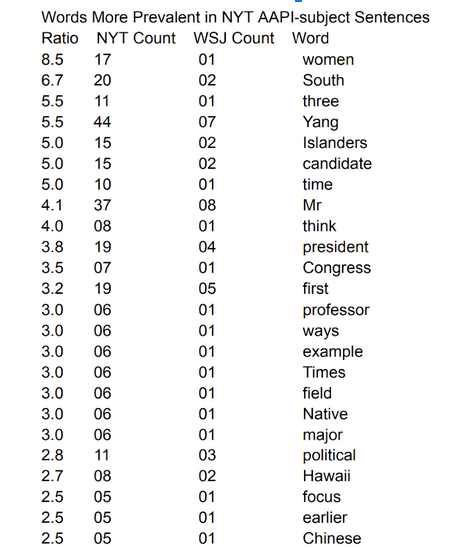 Words More Prevalent in NYT AAPI-subject Sentences
Ratio NYT Count WSJ Count Word
8.5 17 01 women
6.7 20 02 South
5.5 11 01 three
5.5 44 07 Yang
5.0 15 02 Islanders
5.0 15 02 candidate
5.0 10 01 time
4.1 37 08 Mr
4.0 08 01 think
3.8 19 04 president
3.5 07 01 Congress
3.2 19 05 first
3.0 06 01 professor
3.0 06 01 ways
3.0 06 01 example
3.0 06 01 Times
3.0 06 01 field
3.0 06 01 Native
3.0 06 01 major
2.8 11 03 political
2.7 08 02 Hawaii
2.5 05 01 focus
2.5 05 01 earlier
2.5 05 01 Chinese